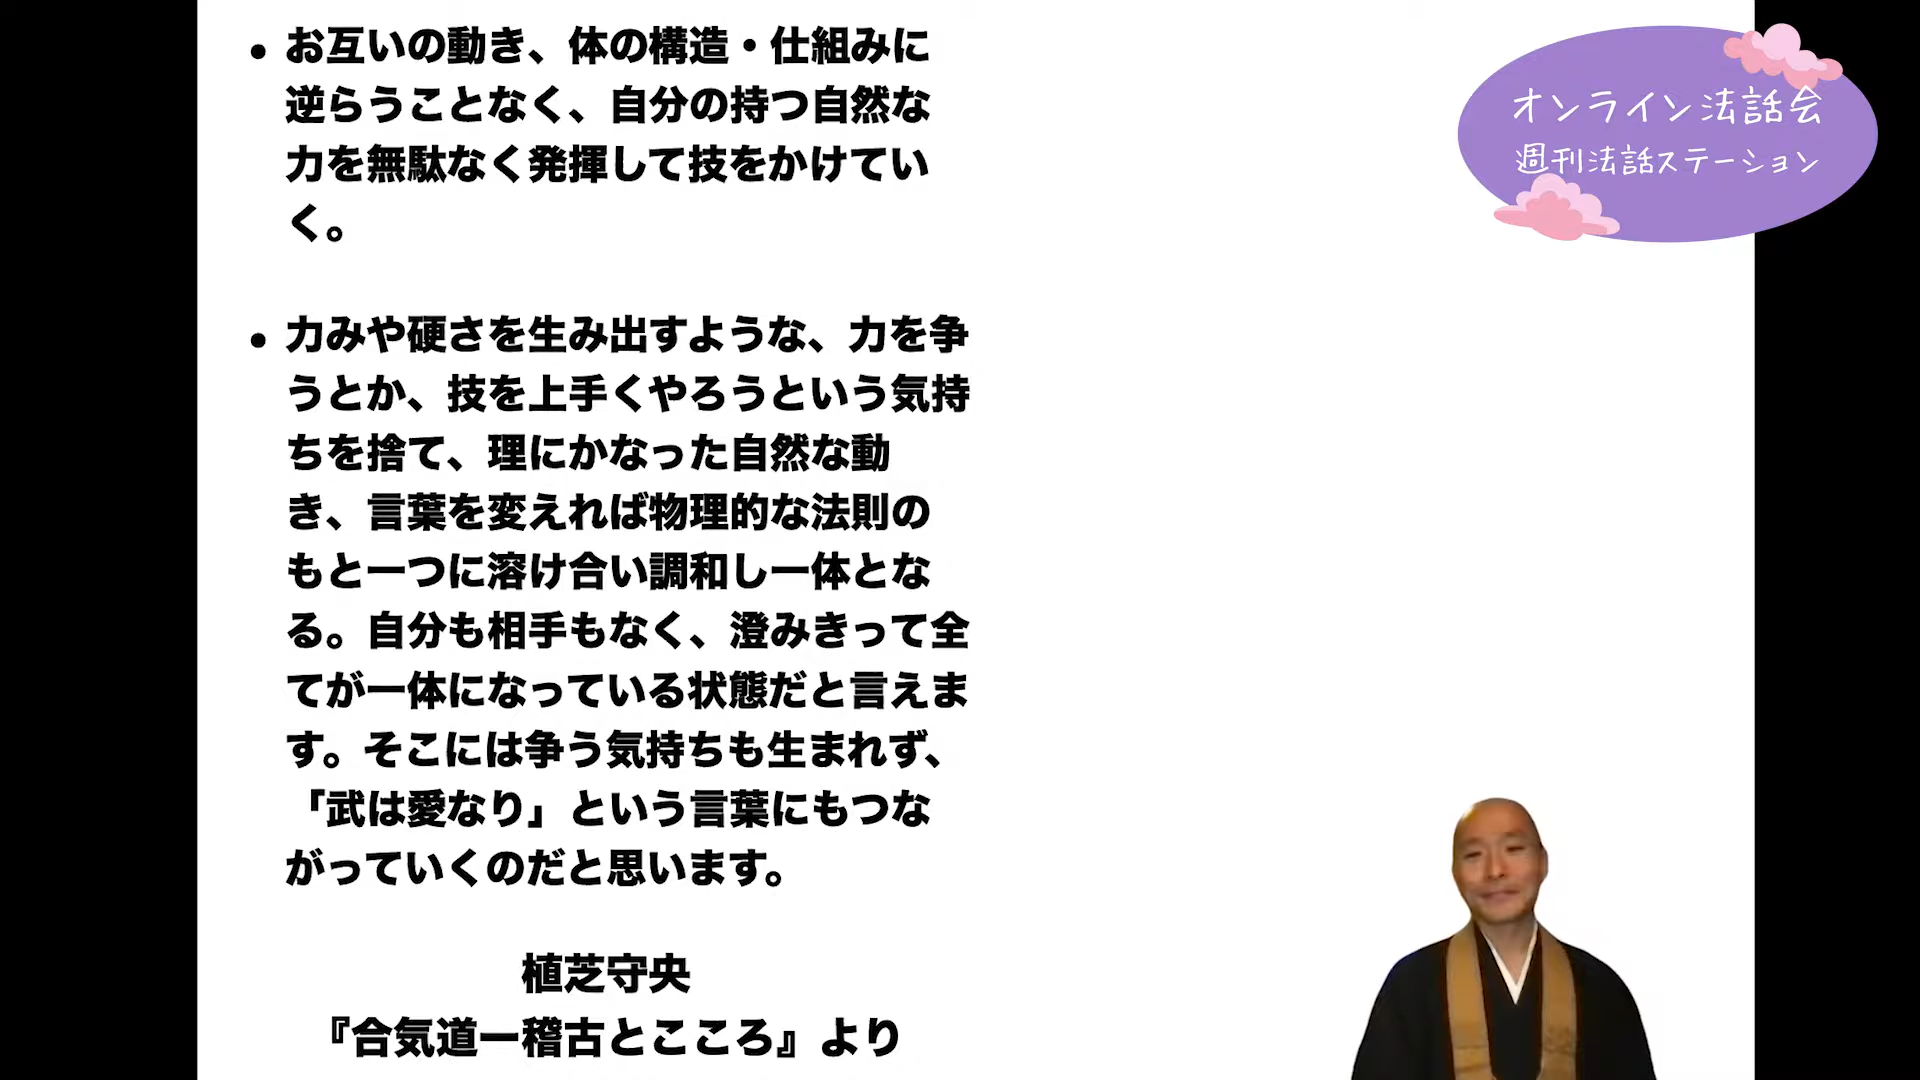 • お互いの動き、体の構造・仕組みに
逆らうことなく、自分の持つ自然な
力を無駄なく発揮して技をかけてい
く。
• 力みや硬さを生み出すような、力を争
うとか、技を上手くやろうという気持
ちを捨て、理にかなった自然な動
き、言葉を変えれば物理的な法則の
もと一つに溶け合い調和し一体とな
る。自分も相手もなく、澄みきって全
てが一体になっている状態だと言えま
す。そこには争う気持ちも生まれず、
「武は愛なり」という言葉にもつな
がっていくのだと思います。
植芝守央
『合気道一稽古とこころ』より
オンライン法話会
週刊法話ステーション